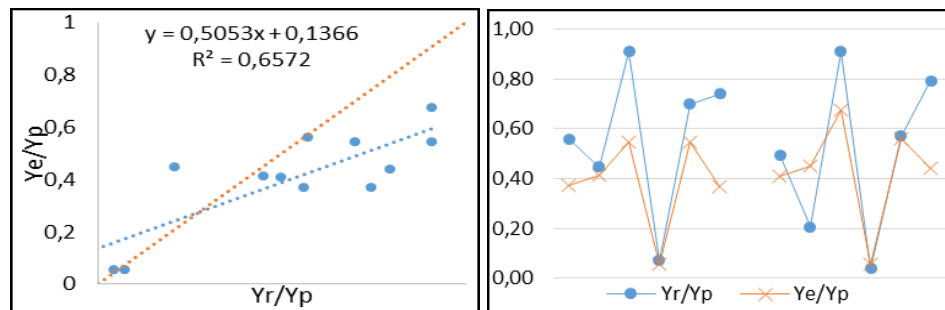 y = 0,5053x + 0,1366
R² = 0,6572
1
0,8
0,6
0,4
0,2
0
Ye/Yp
Yr/Yp
1,00
0,80
0,60
0,40
0,20
0,00
Yr/Yp
Ye/Yp